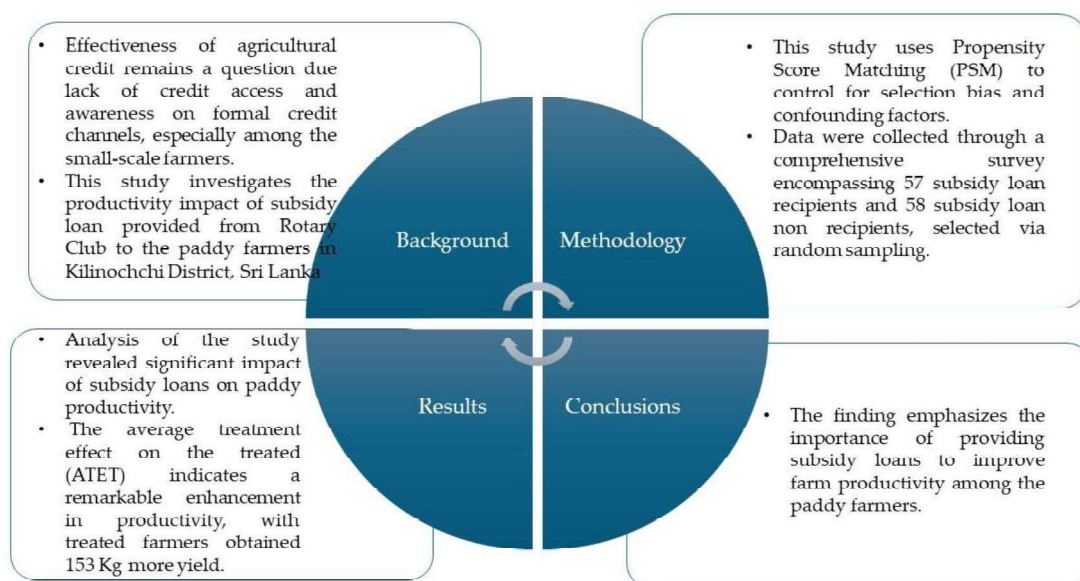 • Effectiveness of agricultural
credit remains a question due
lack of credit access and
awareness on formal credit
channels, especially among the
small-scale farmers.
• This study investigates the
productivity impact of subsidy
loan provided from Rotary
Club to the paddy farmers in
Kilinochchi District, Sri Lanka
Background
Methodology
• This study uses Propensity
Score Matching (PSM) to
control for selection bias and
confounding factors.
• Data were collected through a
comprehensive survey
encompassing 57 subsidy loan
recipients and 58 subsidy loan
non recipients, selected via
random sampling.
• Analysis of the study
revealed significant impact
of subsidy loans on paddy
productivity.
• The average treatment
effect on the treated
(ATET) indicates a
remarkable enhancement
in productivity, with
treated farmers obtained
153 Kg more yield.
Results
Conclusions
• The finding emphasizes the
importance of providing
subsidy loans to improve
farm productivity among the
paddy farmers.